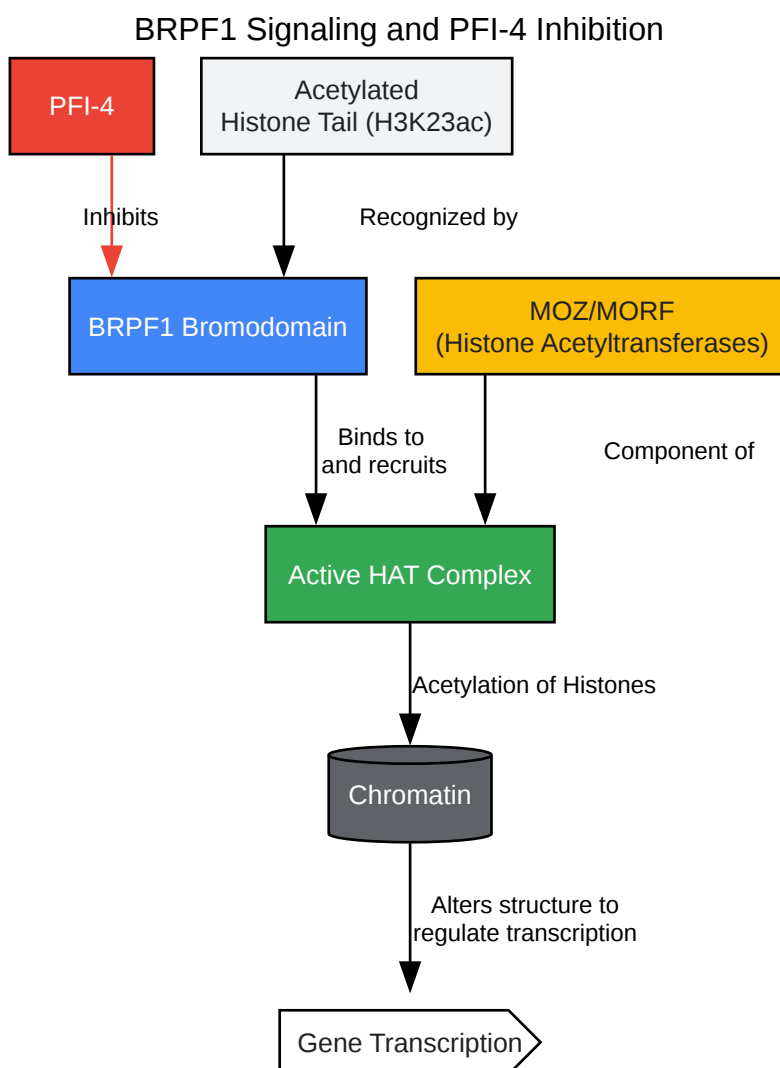 BRPF1 Signaling and PFI-4 Inhibition
PFI-4
Acetylated
Histone Tail (H3K23ac)
Inhibits
Recognized by
BRPF1 Bromodomain
MOZ/MORF
(Histone Acetyltransferases)
Binds to
and recruits
Component of
Active HAT Complex
Acetylation of Histones
Chromatin
Alters structure to
regulate transcription
Gene Transcription